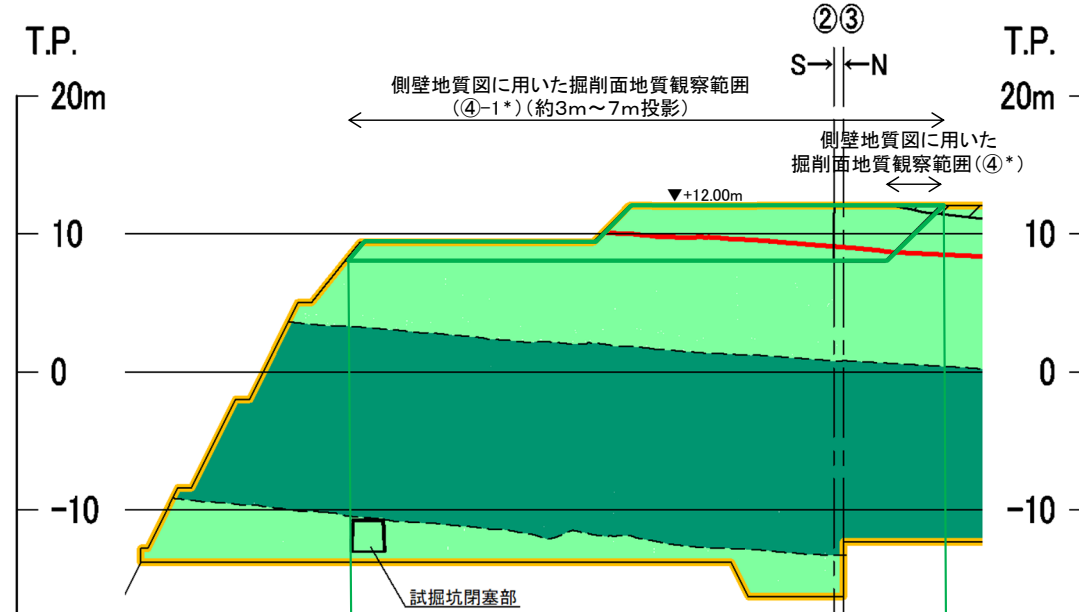 ②③
T.P.
T.P.
S→←N
20m
側壁地質図に用いた掘削面地質観察範囲
(④-1*)(約3m～7m投影)
20m
側壁地質図に用いた
掘削面地質観察範囲(④*)
▼+12.00m
10
10
0
0
-10
-10
試掘坑閉塞部